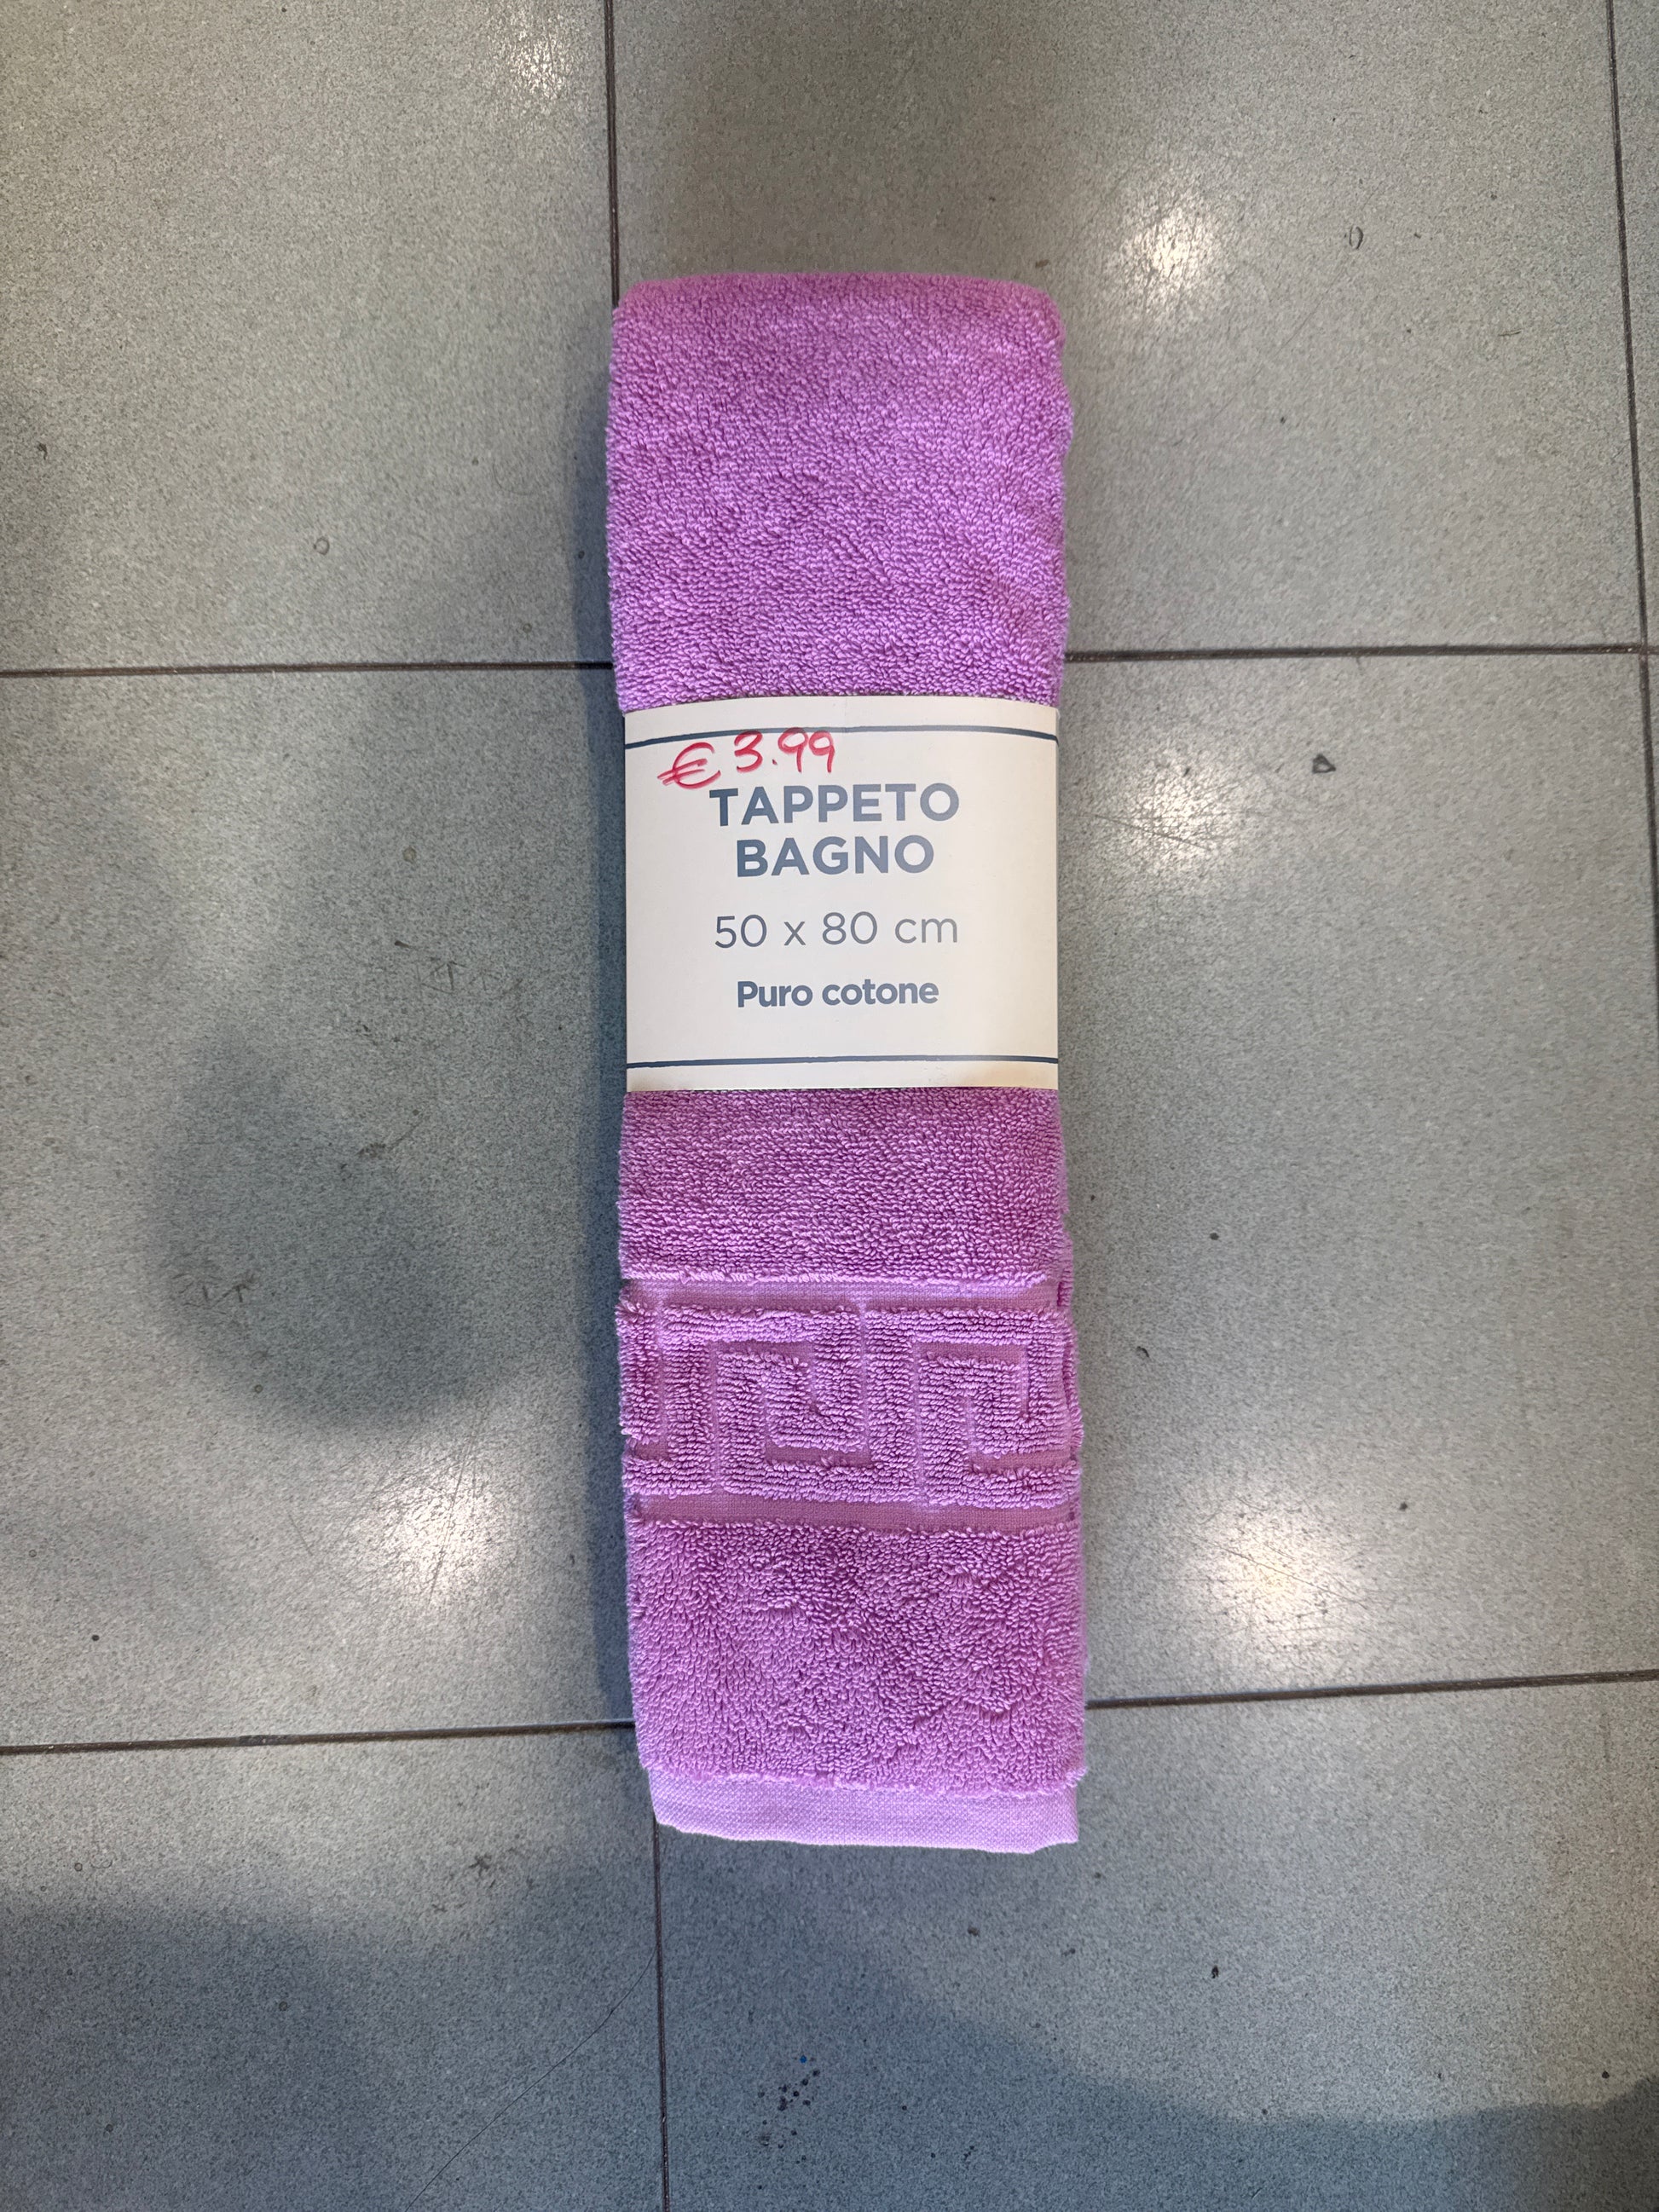 € 3.99
TAPPETO
BAGNO
50 x 80 cm
Puro cotone